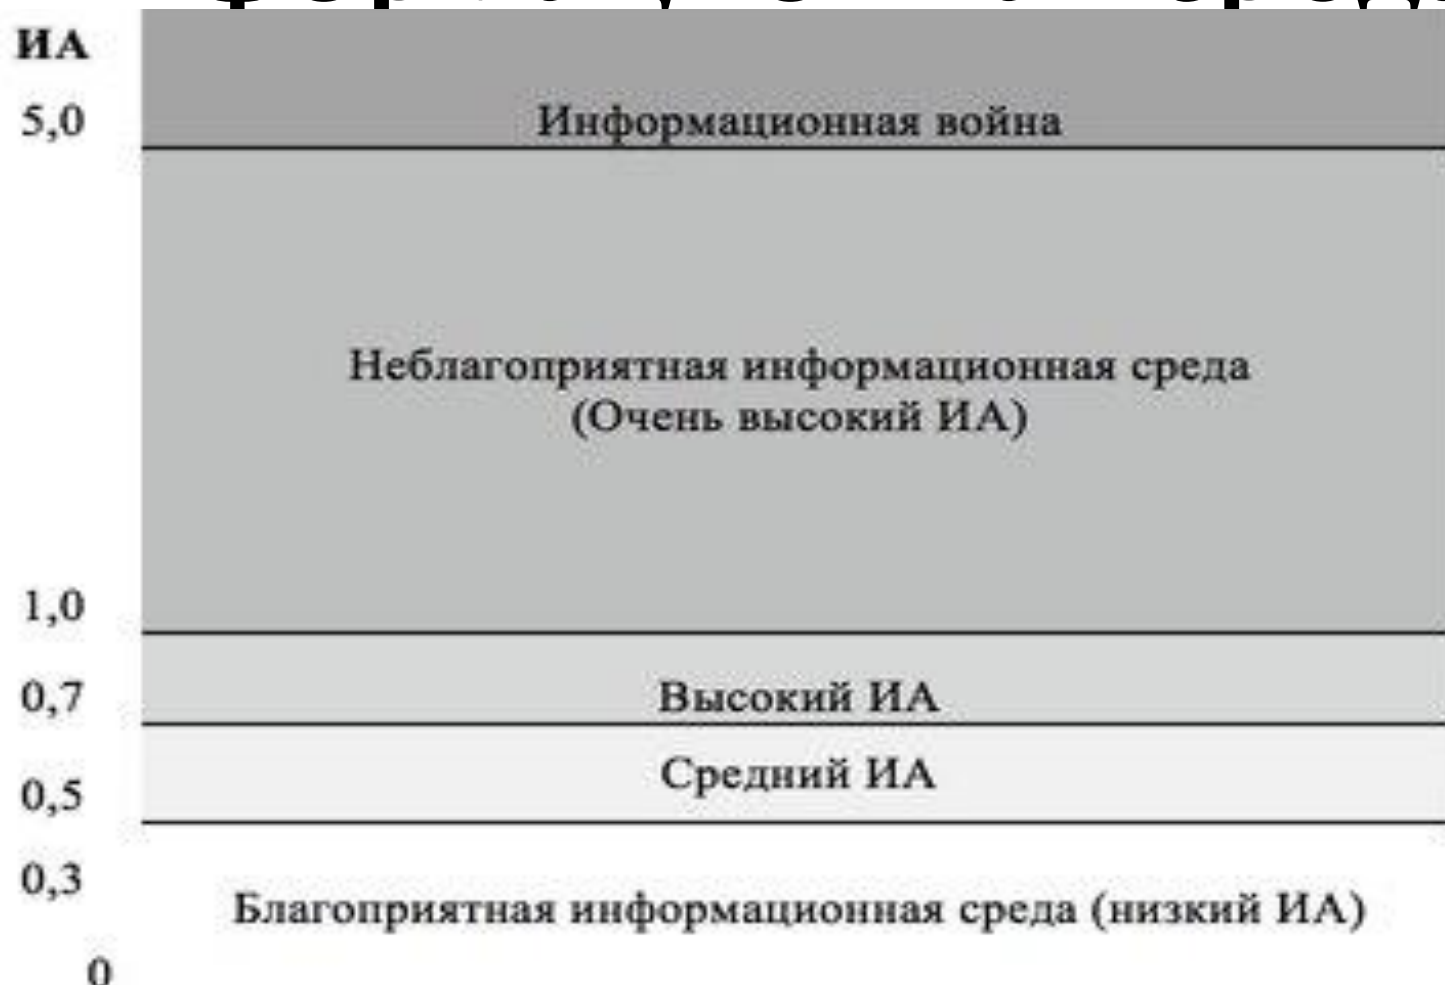 ИА
5,0
Информационная война
Неблагоприятная информационная среда
(Очень высокий ИА)
1,0
0,7
Высокий ИА
Средний ИА
0,5
0,3
Благоприятная информационная среда (низкий ИА)
0